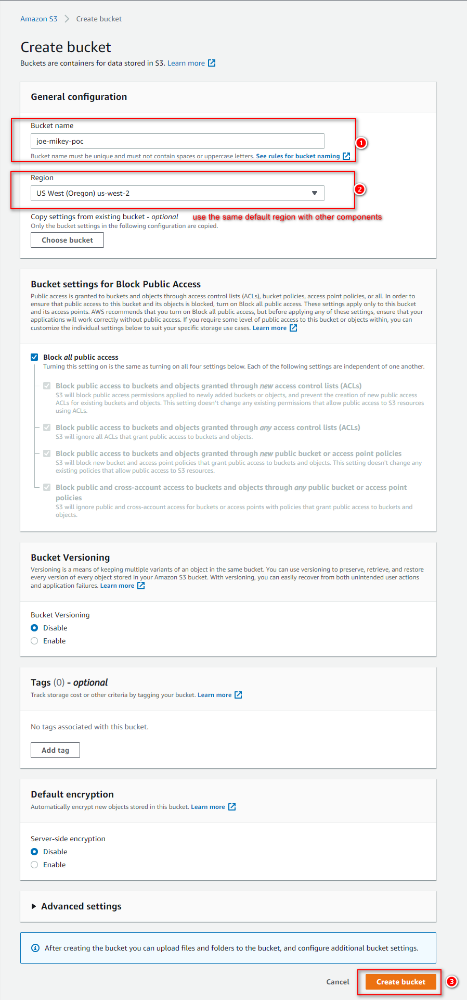 Amazon S3 > Create bucket
Create bucket
Buckets are containers for data stored in S3. Learn more
General configuration
Bucket name
joe-mikey-poc
1
Bucket name must be unique and must not contain spaces or uppercase letters. See rules for bucket naming
Region
US West (Oregon) us-west-2
2
Copy settings from existing bucket - optional
use the same default region with other components
Only the bucket settings in the following configuration are copied.
Choose bucket
Bucket settings for Block Public Access
Public access is granted to buckets and objects through access control lists (ACLs), bucket policies, access point policies, or all. In order to
ensure that public access to this bucket and its objects is blocked, turn on Block all public access. These settings apply only to this bucket
and its access points. AWS recommends that you turn on Block all public access, but before applying any of these settings, ensure that your
applications will work correctly without public access. If you require some level of public access to this bucket or objects within, you can
customize the individual settings below to suit your specific storage use cases. Learn more
Block all public access
Turning this setting on is the same as turning on all four settings below. Each of the following settings are independent of one another.
Block public access to buckets and objects granted through new access control lists (ACLs)
S3 will block public access permissions applied to newly added buckets or objects, and prevent the creation of new public access
ACLs for existing buckets and objects. This setting doesn't change any existing permissions that allow public access to S3 resources
using ACLs.
Block public access to buckets and objects granted through any access control lists (ACLs)
S3 will ignore all ACLs that grant public access to buckets and objects.
Block public access to buckets and objects granted through new public bucket or access point policies
S3 will block new bucket and access point policies that grant public access to buckets and objects. This setting doesn't change any
existing policies that allow public access to S3 resources.
Block public and cross-account access to buckets and objects through any public bucket or access point
policies
S3 will ignore public and cross-account access for buckets or access points with policies that grant public access to buckets and
objects.
Bucket Versioning
Versioning is a means of keeping multiple variants of an object in the same bucket. You can use versioning to preserve, retrieve, and restore
every version of every object stored in your Amazon S3 bucket. With versioning, you can easily recover from both unintended user actions
and application failures. Learn more
Bucket Versioning
Disable
Enable
Tags (0) - optional
Track storage cost or other criteria by tagging your bucket. Learn more
No tags associated with this bucket.
Add tag
Default encryption
Automatically encrypt new objects stored in this bucket. Learn more
Server-side encryption
Disable
Enable
Advanced settings
After creating the bucket you can upload files and folders to the bucket, and configure additional bucket settings.
Cancel
Create bucket
3